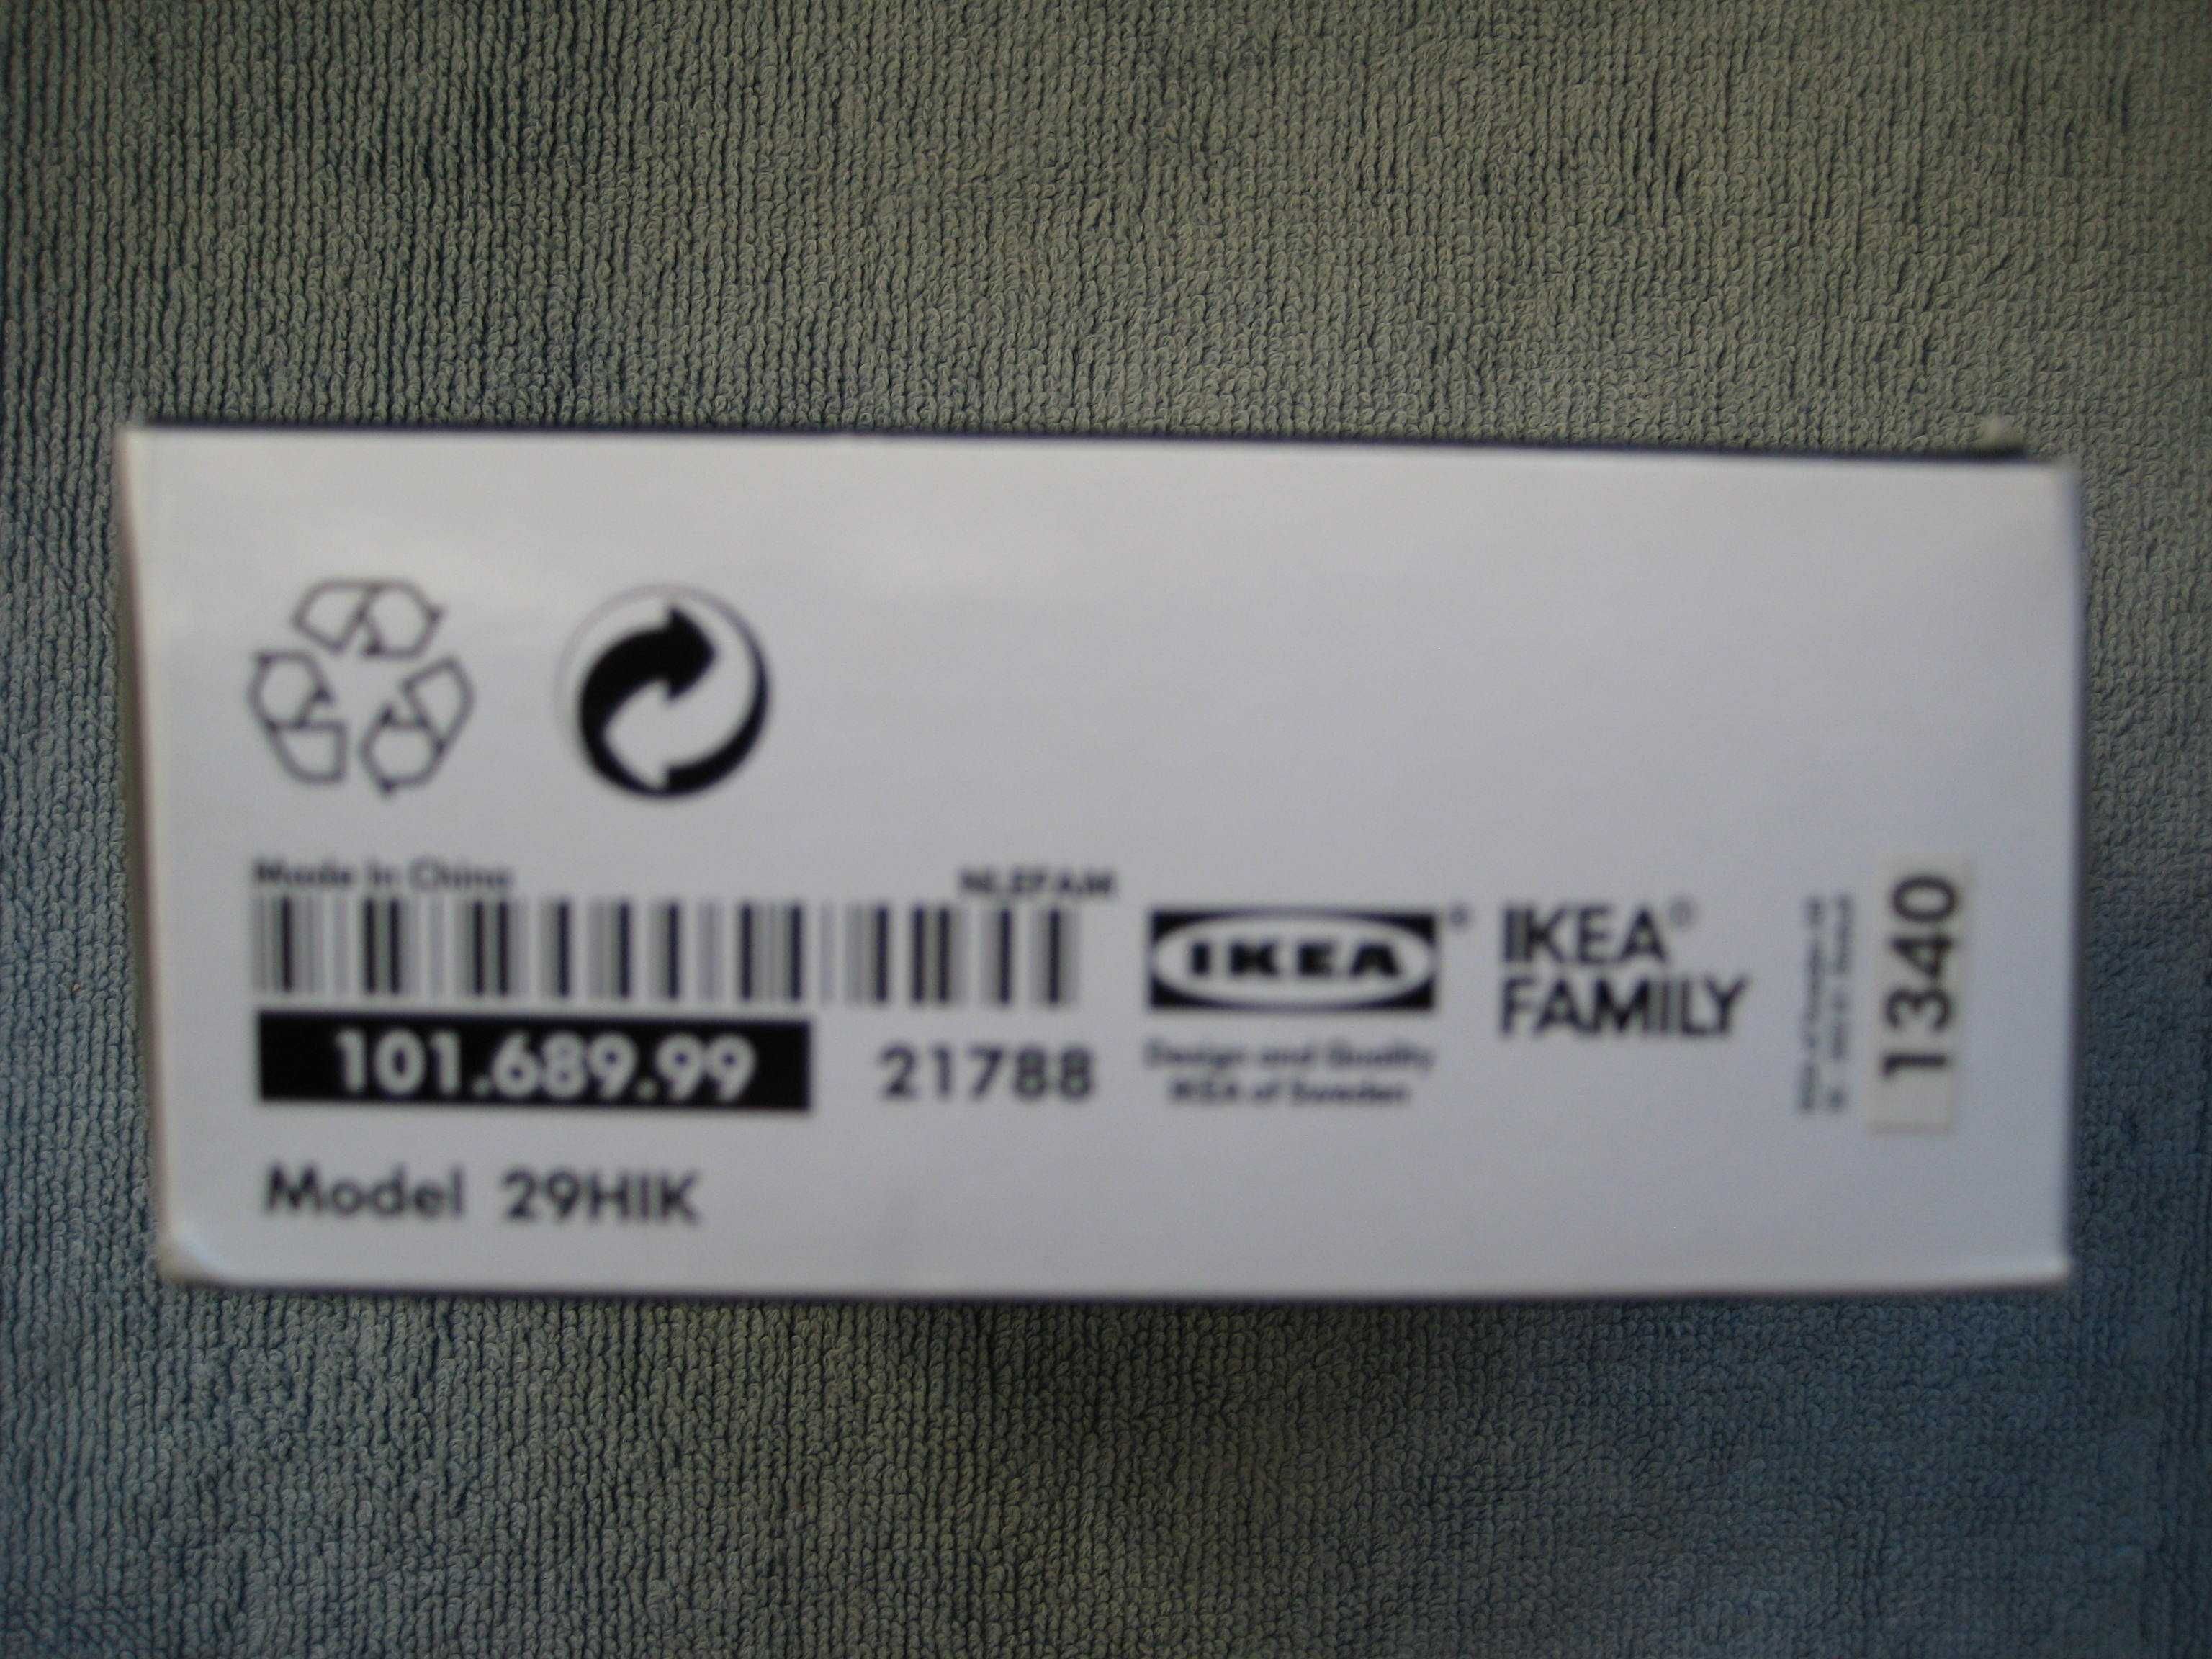 Made in China
101.689.99
21788
Model 29HIK
IKEA®
Design and Quality
IKEA of Sweden
IKEA®
FAMILY
1340